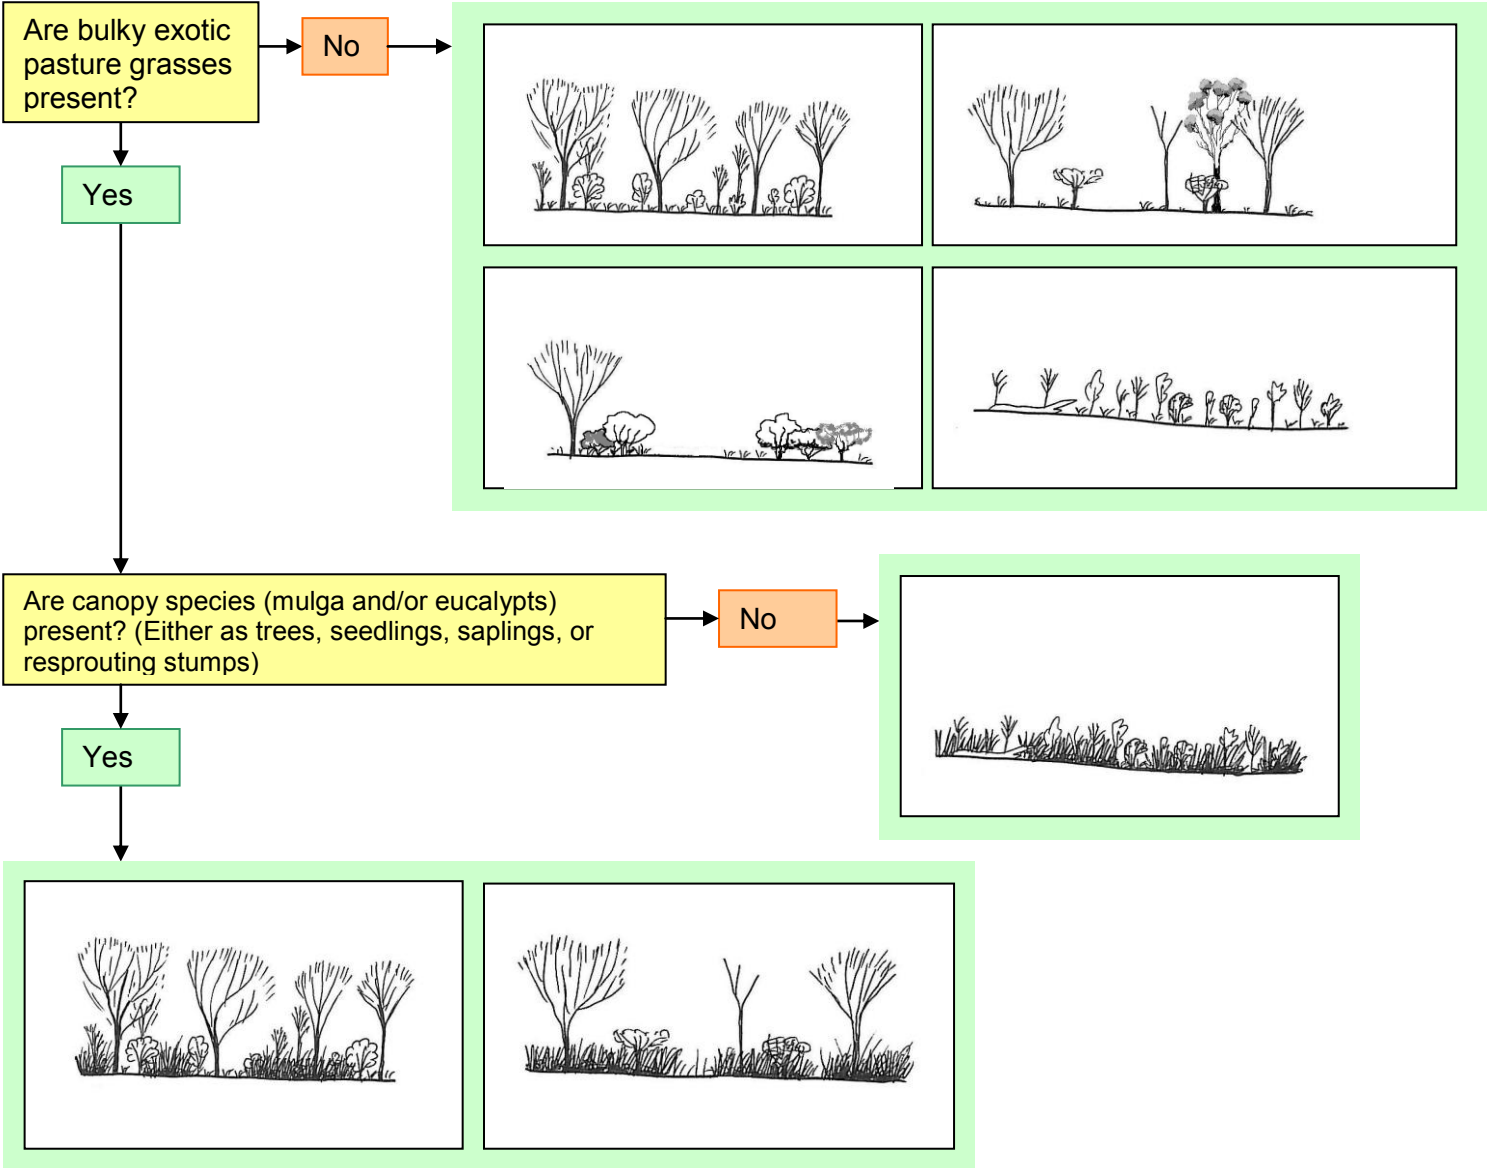 Are bulky exotic
pasture grasses
present?
No
Yes
Are canopy species (mulga and/or eucalypts)
present? (Either as trees, seedlings, saplings, or
resprouting stumps)
No
Yes